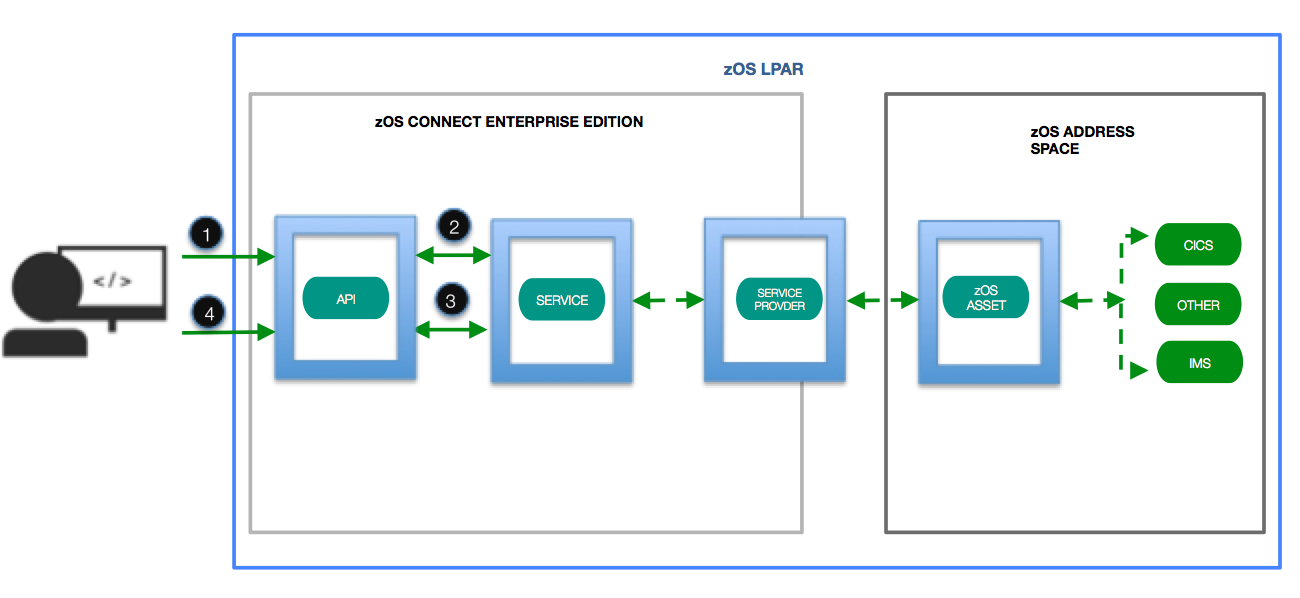 zOS LPAR
zOS CONNECT ENTERPRISE EDITION
zOS ADDRESS
SPACE
1
2
3
4
</>
API
SERVICE
SERVICE
PROVDER
zOS
ASSET
CICS
OTHER
IMS